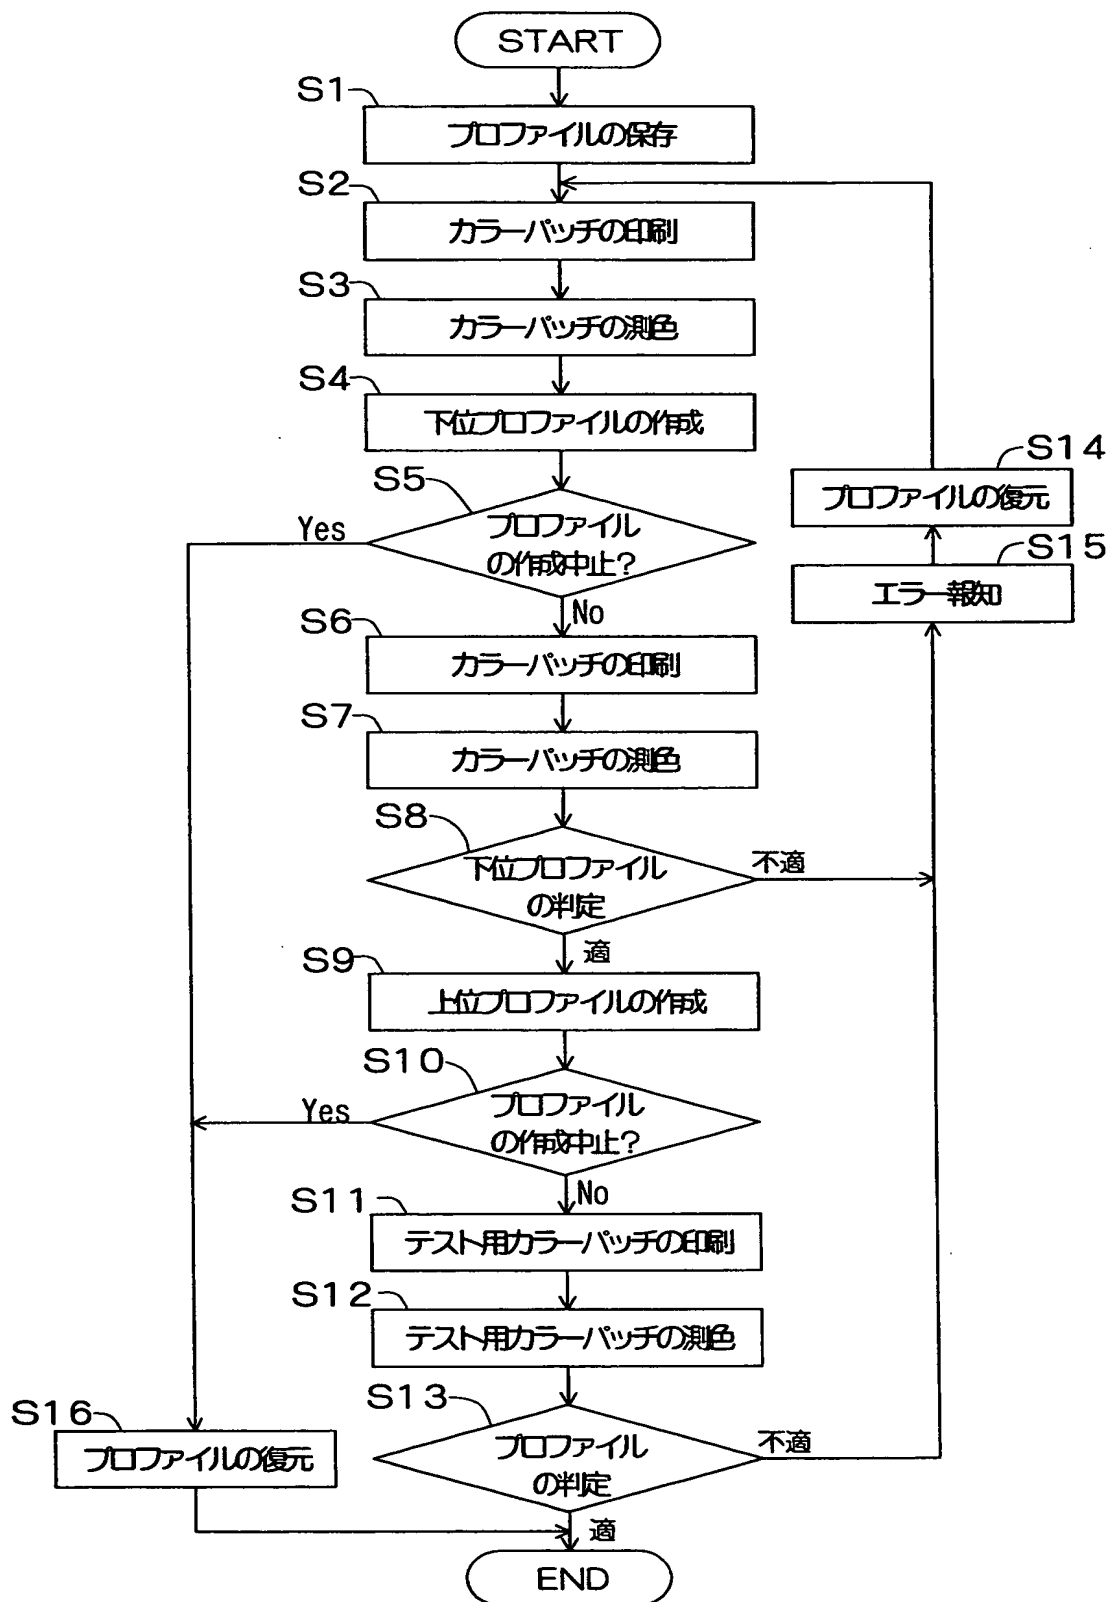 START
S1
プロファイルの保存
S2
カラーパッチの印刷
S3
カラーパッチの測色
S4
下位プロファイルの作成
S5
プロファイル
の作成中止?
Yes
No
S14
プロファイルの復元
S15
エラー報知
S6
カラーパッチの印刷
S7
カラーパッチの測色
S8
下位プロファイル
の判定
不適
適
S9
上位プロファイルの作成
S10
プロファイル
の作成中止?
Yes
No
S11
テスト用カラーパッチの印刷
S12
テスト用カラーパッチの測色
S13
プロファイル
の判定
不適
適
S16
プロファイルの復元
END